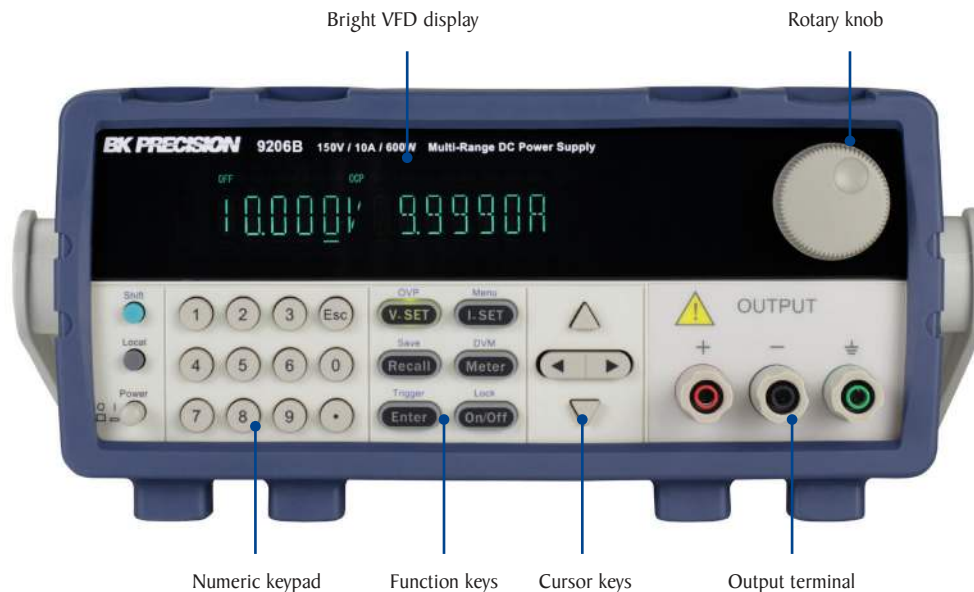 Bright VFD display
Rotary knob
BK PRECISION 9206B 150V / 10A / 600W Multi-Range DC Power Supply
OFF OCP
10.000V 9.9990A
Shift
Local
Power
1 2 3 Esc
4 5 6 0
7 8 9 .
OVP Menu
V-SET I-SET
Save DVM
Recall Meter
Trigger Lock
Enter On/Off
OUTPUT
+ −
Numeric keypad
Function keys
Cursor keys
Output terminal